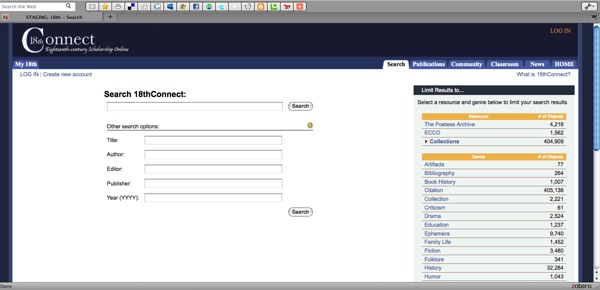 Search the Web
STAGING: 18th – Search
LOG IN
18thConnect
Eighteenth-century Scholarship Online
My 18th
Search Publications Community Classroom News HOME
LOG IN | Create new account
What is 18thConnect?
Search 18thConnect:
Search
Other search options:
Title:
Author:
Editor:
Publisher:
Year (YYYY):
Search
Limit Results to...
Select a resource and genre below to limit your search results
Resource # of Objects
The Poetess Archive 4,216
ECCO 1,562
Collections 404,909
Genre # of Objects
Artifacts 77
Bibliography 264
Book History 1,007
Citation 405,136
Collection 2,221
Criticism 61
Drama 2,524
Education 1,237
Ephemera 9,740
Family Life 1,452
Fiction 3,480
Folklore 341
History 32,284
Humor 1,043
Done
zotero